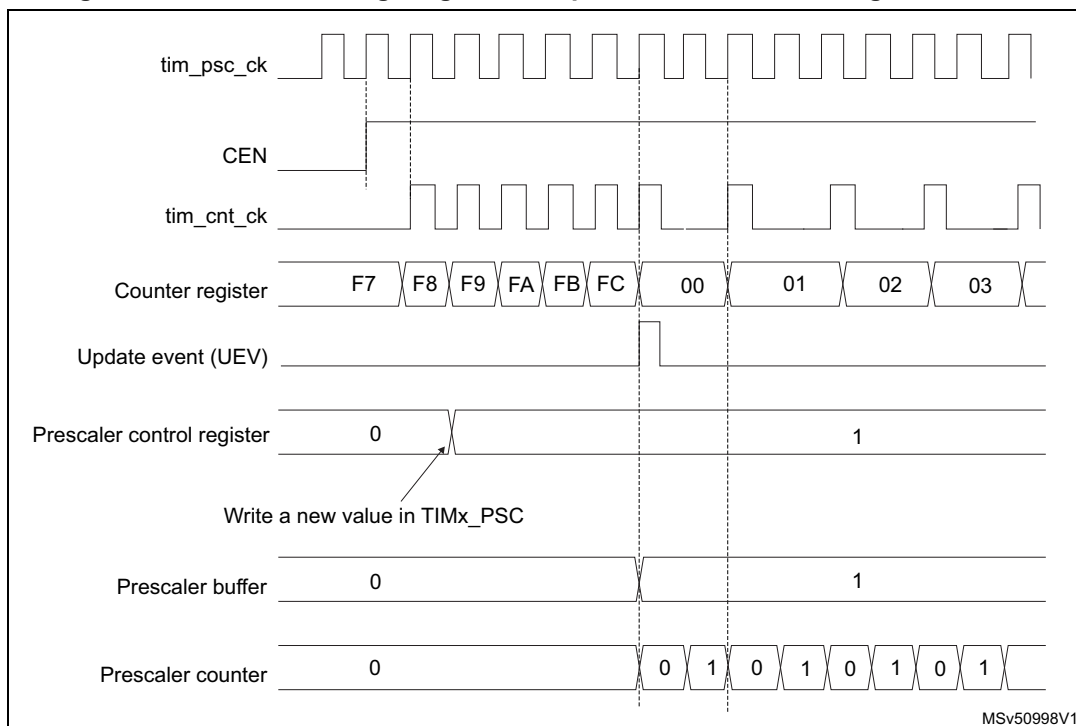 tim_psc_ck
CEN
tim_cnt_ck
Counter register F7 F8 F9 FA FB FC 00 01 02 03
Update event (UEV)
Prescaler control register 0 1
Write a new value in TIMx_PSC
Prescaler buffer 0 1
Prescaler counter 0 0 1 0 1 0 1 0 1
MSv50998V1